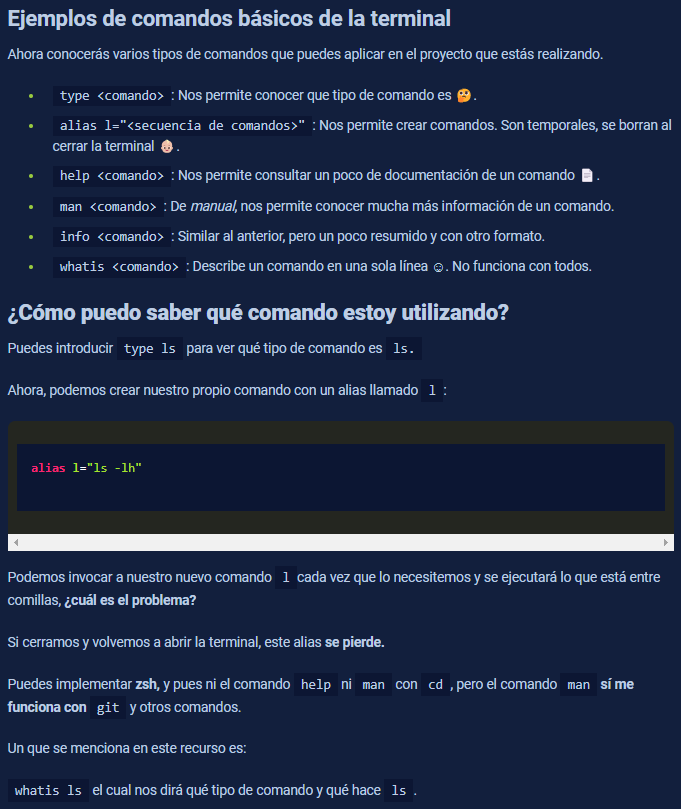 Ejemplos de comandos básicos de la terminal
Ahora conocerás varios tipos de comandos que puedes aplicar en el proyecto que estás realizando.
• type <comando> : Nos permite conocer que tipo de comando es 🤔.
• alias l="<secuencia de comandos>" : Nos permite crear comandos. Son temporales, se borran al
cerrar la terminal 👴🏻.
• help <comando> : Nos permite consultar un poco de documentación de un comando 📄.
• man <comando> : De manual, nos permite conocer mucha más información de un comando.
• info <comando> : Similar al anterior, pero un poco resumido y con otro formato.
• whatis <comando> : Describe un comando en una sola línea ☺. No funciona con todos.
¿Cómo puedo saber qué comando estoy utilizando?
Puedes introducir type ls para ver qué tipo de comando es ls.
Ahora, podemos crear nuestro propio comando con un alias llamado l :
alias l="ls -lh"
Podemos invocar a nuestro nuevo comando l cada vez que lo necesitemos y se ejecutará lo que está entre
comillas, ¿cuál es el problema?
Si cerramos y volvemos a abrir la terminal, este alias se pierde.
Puedes implementar zsh, y pues ni el comando help ni man con cd , pero el comando man sí me
funciona con git y otros comandos.
Un que se menciona en este recurso es:
whatis ls el cual nos dirá qué tipo de comando y qué hace ls .